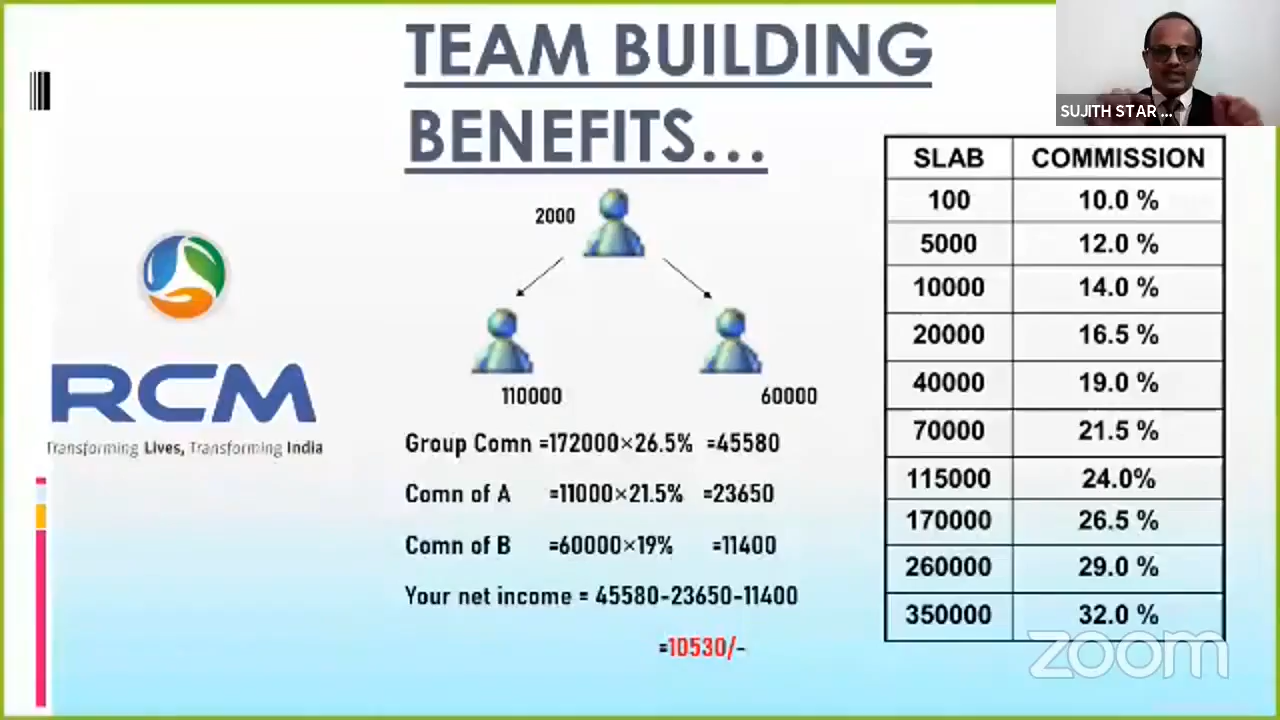 TEAM BUILDING
BENEFITS...
SUJITH STAR ...
2000
110000
60000
RCM
Transforming Lives, Transforming India
Group Comn =172000×26.5% =45580
Comn of A =11000×21.5% =23650
Comn of B =60000×19% =11400
Your net income = 45580-23650-11400
=10530/-
SLAB COMMISSION
100 10.0 %
5000 12.0 %
10000 14.0 %
20000 16.5 %
40000 19.0 %
70000 21.5 %
115000 24.0%
170000 26.5 %
260000 29.0 %
350000 32.0 %
zoom